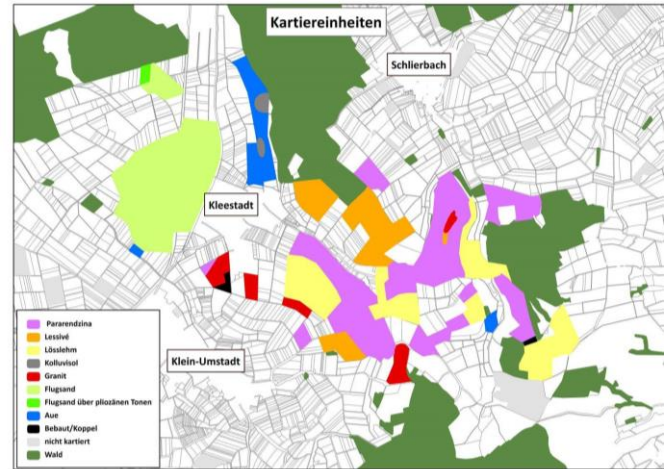 Kartiereinheiten
Schlierbach
Kleestadt
Klein-Umstadt
Pararendzina
Lessivé
Lösslehm
Kolluvisol
Granit
Flugsand
Flugsand über pliozänen Tonen
Aue
Bebaut/Koppel
nicht kartiert
Wald